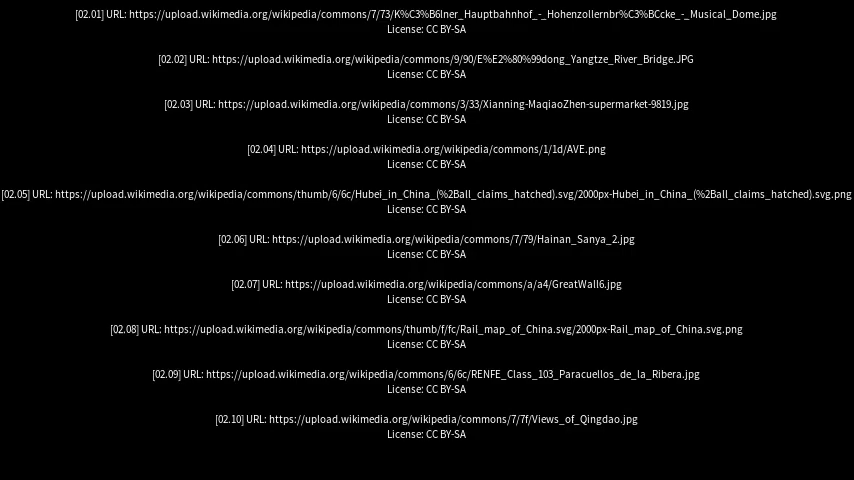 [02.01] URL: https://upload.wikimedia.org/wikipedia/commons/7/73/K%C3%B6lner_Hauptbahnhof_-_Hohenzollernbr%C3%BCcke_-_Musical_Dome.jpg
License: CC BY-SA
[02.02] URL: https://upload.wikimedia.org/wikipedia/commons/9/90/E%E2%80%99dong_Yangtze_River_Bridge.JPG
License: CC BY-SA
[02.03] URL: https://upload.wikimedia.org/wikipedia/commons/3/33/Xianning-MaqiaoZhen-supermarket-9819.jpg
License: CC BY-SA
[02.04] URL: https://upload.wikimedia.org/wikipedia/commons/1/1d/AVE.png
License: CC BY-SA
[02.05] URL: https://upload.wikimedia.org/wikipedia/commons/thumb/6/6c/Hubei_in_China_(%2Ball_claims_hatched).svg/2000px-Hubei_in_China_(%2Ball_claims_hatched).svg.png
License: CC BY-SA
[02.06] URL: https://upload.wikimedia.org/wikipedia/commons/7/79/Hainan_Sanya_2.jpg
License: CC BY-SA
[02.07] URL: https://upload.wikimedia.org/wikipedia/commons/a/a4/GreatWall6.jpg
License: CC BY-SA
[02.08] URL: https://upload.wikimedia.org/wikipedia/commons/thumb/f/fc/Rail_map_of_China.svg/2000px-Rail_map_of_China.svg.png
License: CC BY-SA
[02.09] URL: https://upload.wikimedia.org/wikipedia/commons/6/6c/RENFE_Class_103_Paracuellos_de_la_Ribera.jpg
License: CC BY-SA
[02.10] URL: https://upload.wikimedia.org/wikipedia/commons/7/7f/Views_of_Qingdao.jpg
License: CC BY-SA